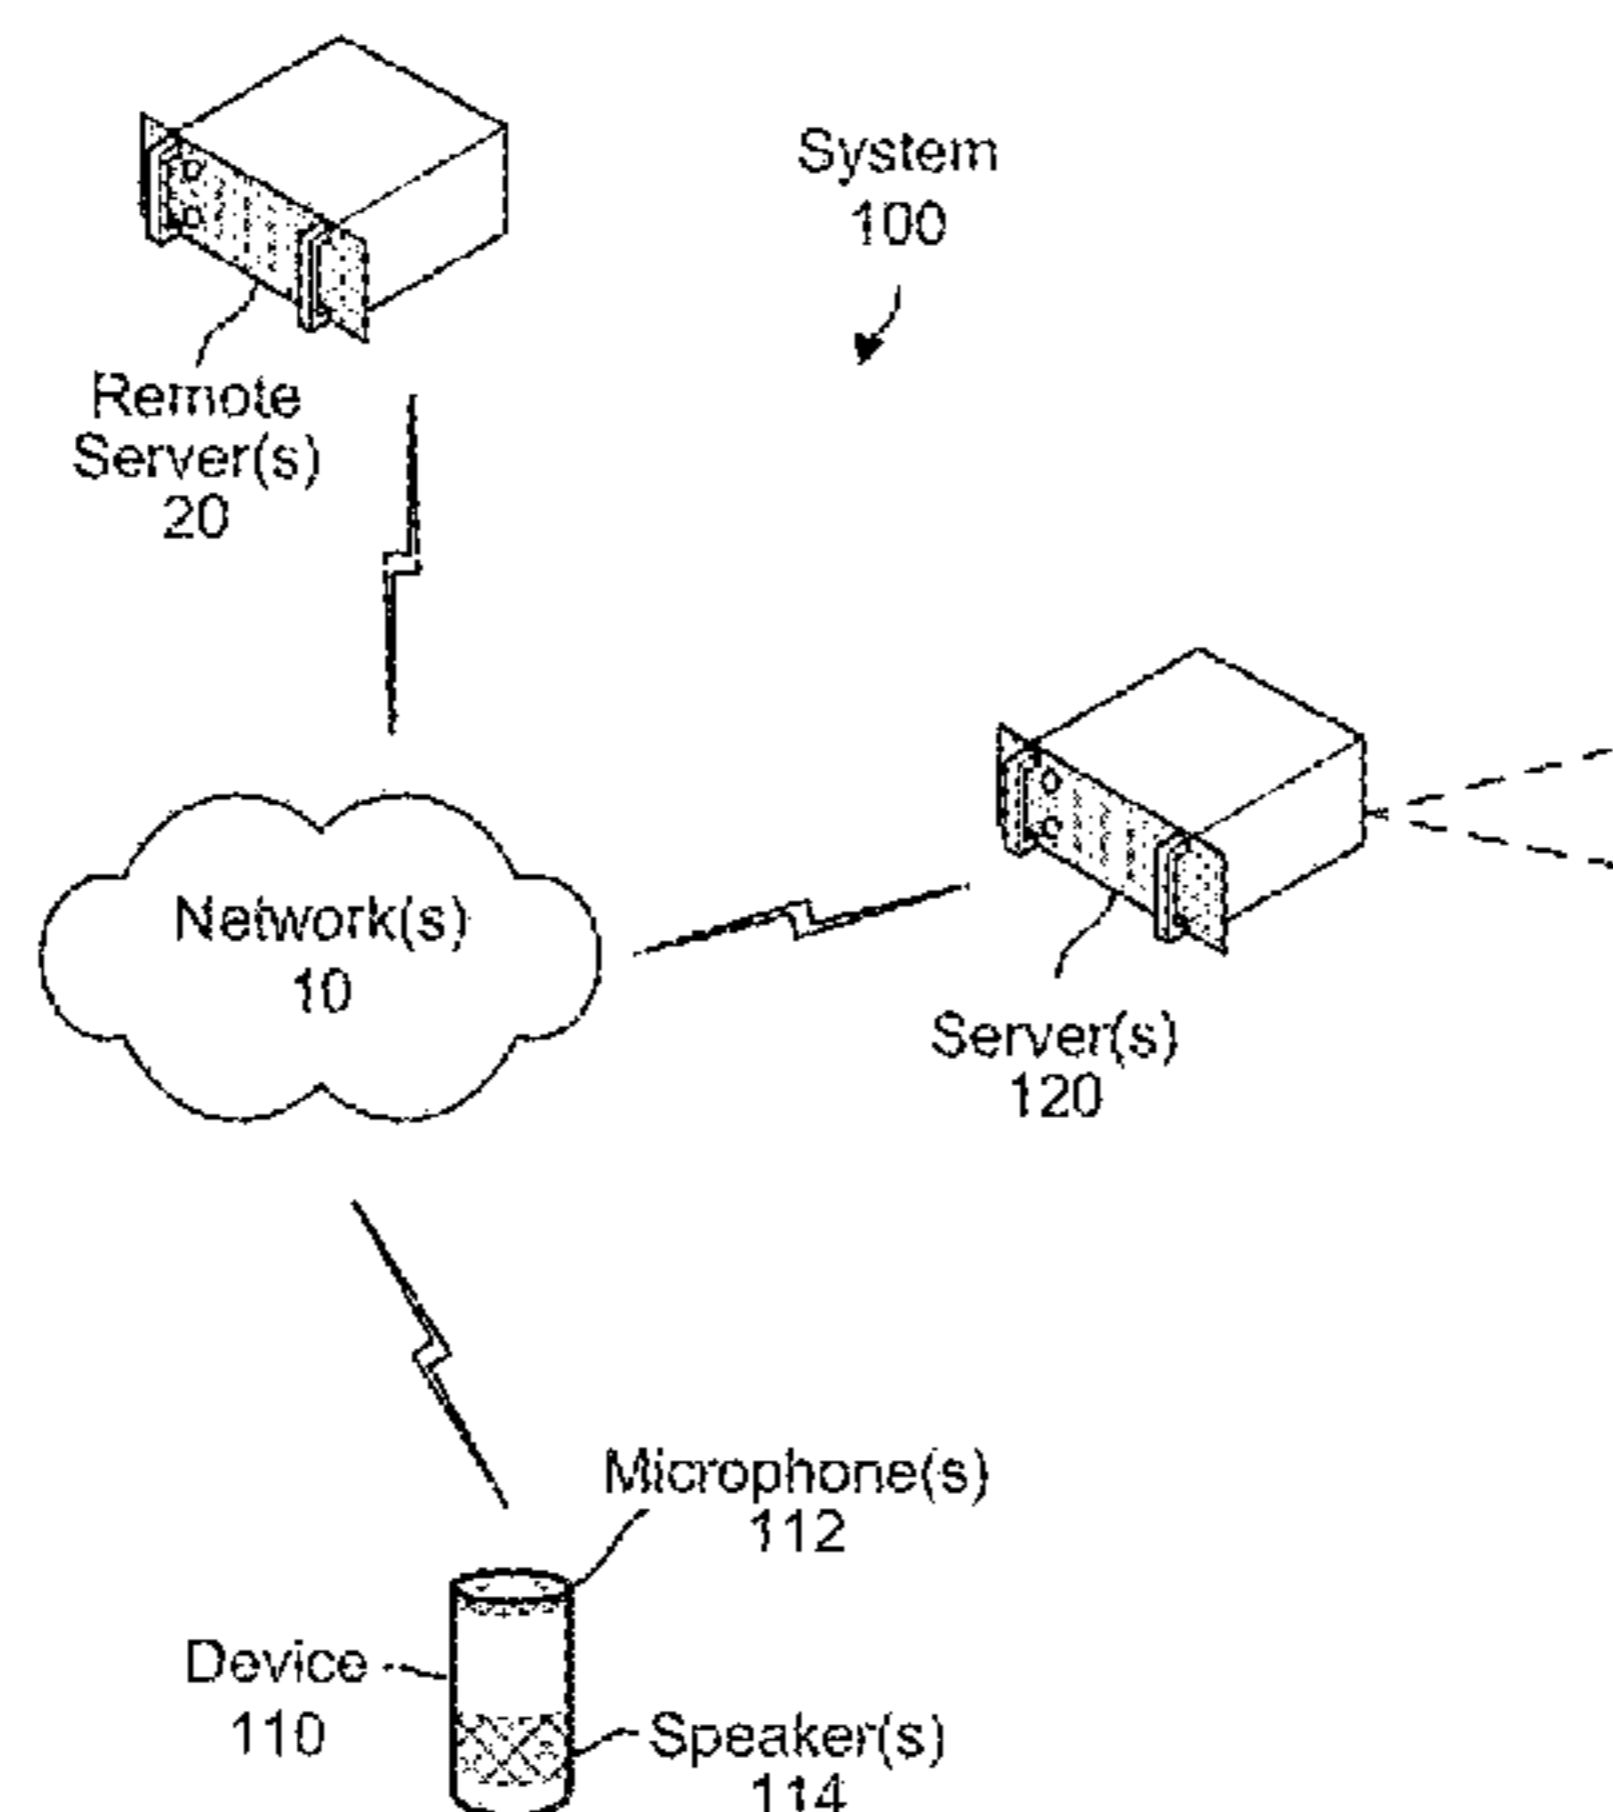 System
100
Remote
Server(s)
20
Network(s)
10
Server(s)
120
Microphone(s)
112
Device
110
Speaker(s)
114